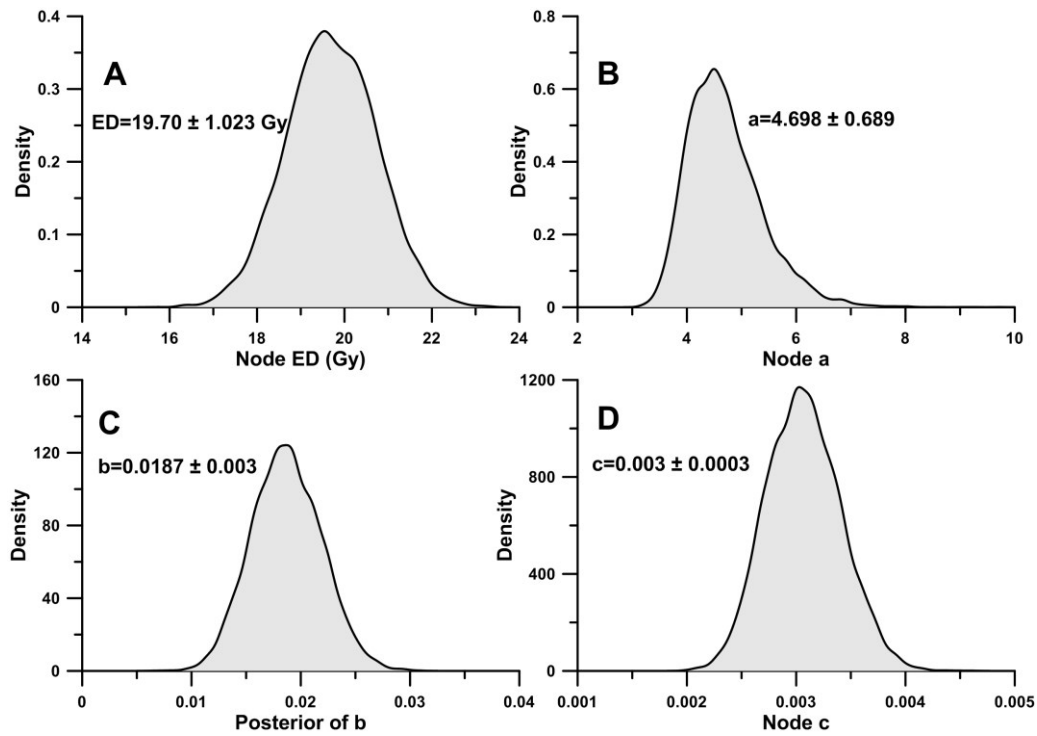 A
ED=19.70 ± 1.023 Gy
Density
0.4
0.3
0.2
0.1
0
14
16
18
20
22
24
Node ED (Gy)
B
a=4.698 ± 0.689
Density
0.8
0.6
0.4
0.2
0
2
4
6
8
10
Node a
C
b=0.0187 ± 0.003
Density
160
120
80
40
0
0
0.01
0.02
0.03
0.04
Posterior of b
D
c=0.003 ± 0.0003
Density
1200
800
400
0
0.001
0.002
0.003
0.004
0.005
Node c